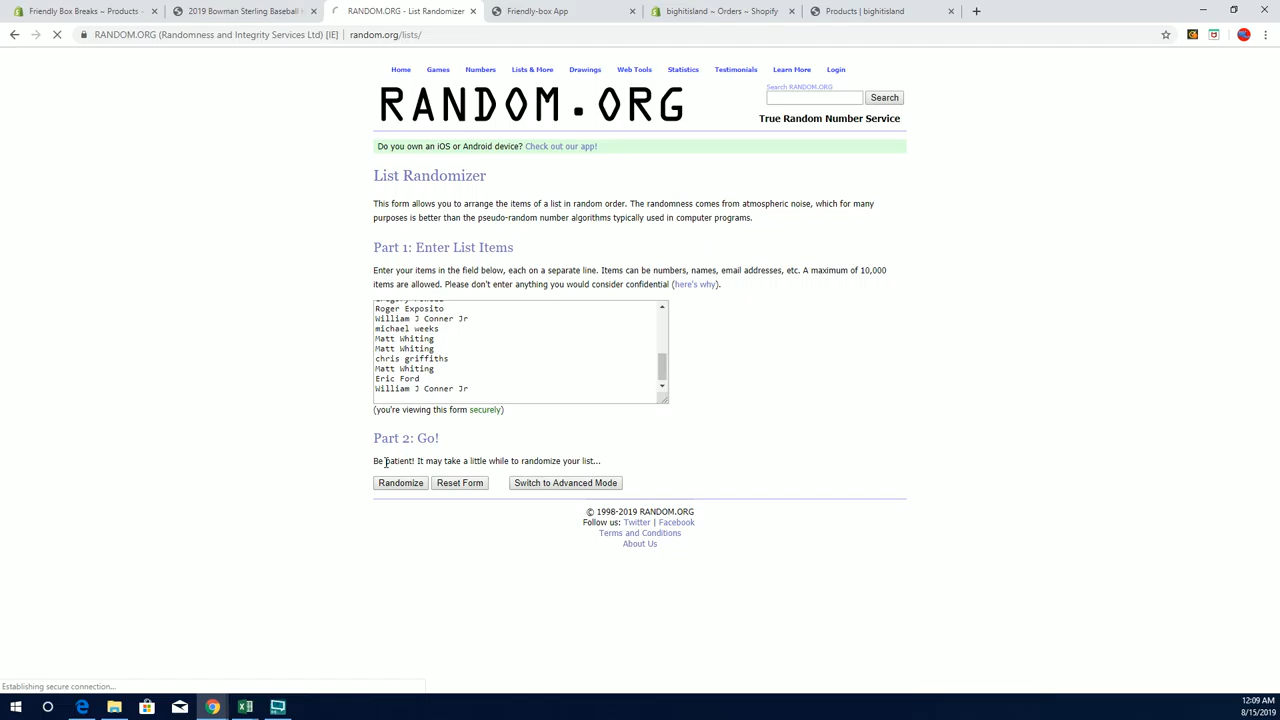 Friendly Box Breaks ~ Products ~
2019 Bowman Sterling Baseball H
RANDOM.ORG - List Randomizer
Friendly-box App
bighitisland ~ Orders ~ Shopify
Products | bighitisland
RANDOM.ORG (Randomness and Integrity Services Ltd) [IE] | random.org/lists/
Home Games Numbers Lists & More Drawings Web Tools Statistics Testimonials Learn More Login
RANDOM.ORG
Search RANDOM.ORG
Search
True Random Number Service
Do you own an iOS or Android device? Check out our app!
List Randomizer
This form allows you to arrange the items of a list in random order. The randomness comes from atmospheric noise, which for many
purposes is better than the pseudo-random number algorithms typically used in computer programs.
Part 1: Enter List Items
Enter your items in the field below, each on a separate line. Items can be numbers, names, email addresses, etc. A maximum of 10,000
items are allowed. Please don't enter anything you would consider confidential (here's why).
Roger Exposito
William J Conner Jr
michael weeks
Matt Whiting
Matt Whiting
chris griffiths
Matt Whiting
Eric Ford
William J Conner Jr
(you're viewing this form securely)
Part 2: Go!
Be patient! It may take a little while to randomize your list...
Randomize Reset Form Switch to Advanced Mode
© 1998-2019 RANDOM.ORG
Follow us: Twitter | Facebook
Terms and Conditions
About Us
Establishing secure connection...
12:09 AM
8/15/2019